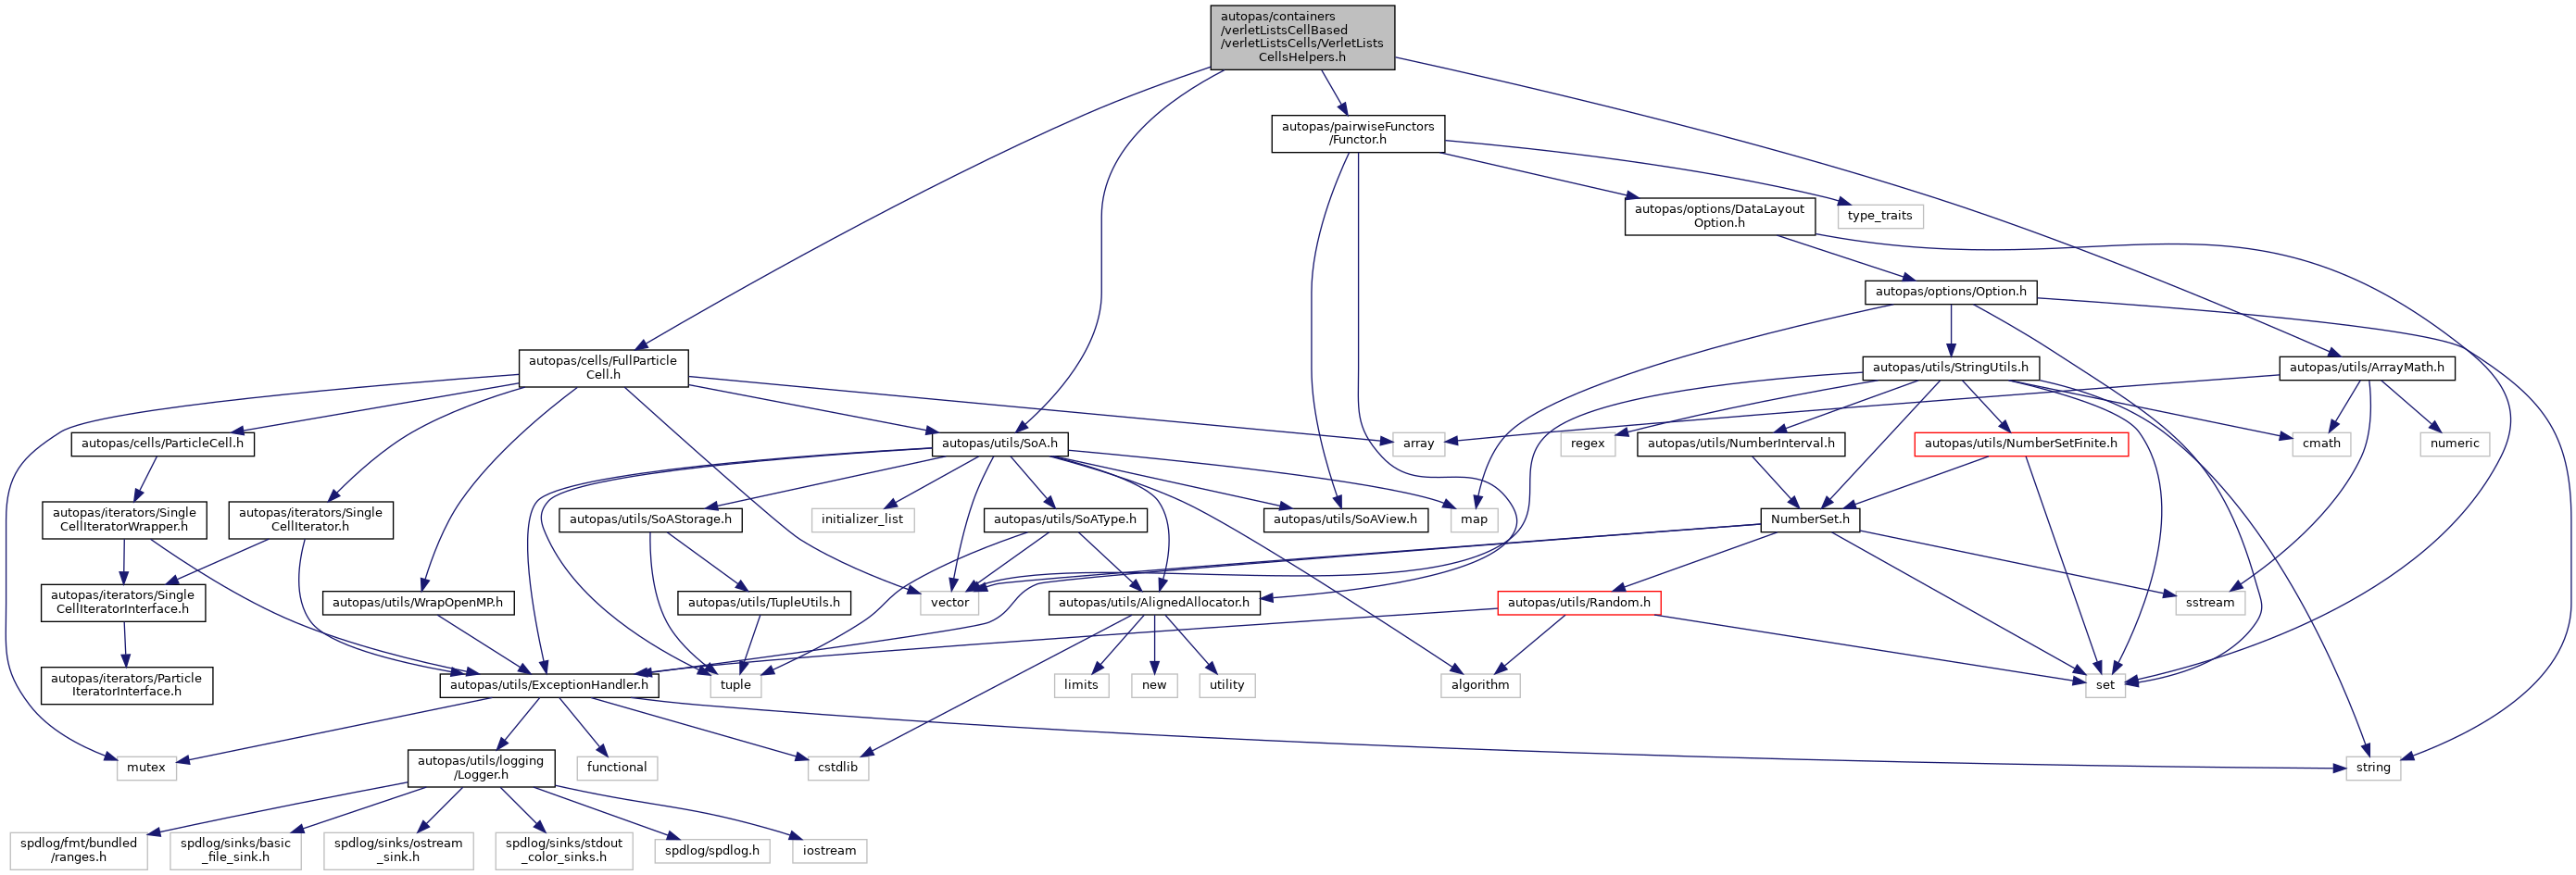 autopas/containers
/verletListsCellBased
/verletListsCells/VerletLists
CellsHelpers.h
autopas/pairwiseFunctors
/Functor.h
autopas/options/DataLayout
Option.h
type_traits
autopas/options/Option.h
autopas/cells/FullParticle
Cell.h
autopas/utils/StringUtils.h
autopas/utils/ArrayMath.h
autopas/cells/ParticleCell.h
autopas/utils/SoA.h
array
regex
autopas/utils/NumberInterval.h
autopas/utils/NumberSetFinite.h
cmath
numeric
autopas/iterators/Single
CellIteratorWrapper.h
autopas/iterators/Single
CellIterator.h
autopas/utils/SoAStorage.h
initializer_list
autopas/utils/SoAType.h
autopas/utils/SoAView.h
map
NumberSet.h
autopas/iterators/Single
CellIteratorInterface.h
autopas/utils/WrapOpenMP.h
autopas/utils/TupleUtils.h
vector
autopas/utils/AlignedAllocator.h
autopas/utils/Random.h
sstream
autopas/iterators/Particle
IteratorInterface.h
autopas/utils/ExceptionHandler.h
tuple
limits
new
utility
algorithm
set
mutex
autopas/utils/logging
/Logger.h
functional
cstdlib
string
spdlog/fmt/bundled
/ranges.h
spdlog/sinks/basic
_file_sink.h
spdlog/sinks/ostream
_sink.h
spdlog/sinks/stdout
_color_sinks.h
spdlog/spdlog.h
iostream